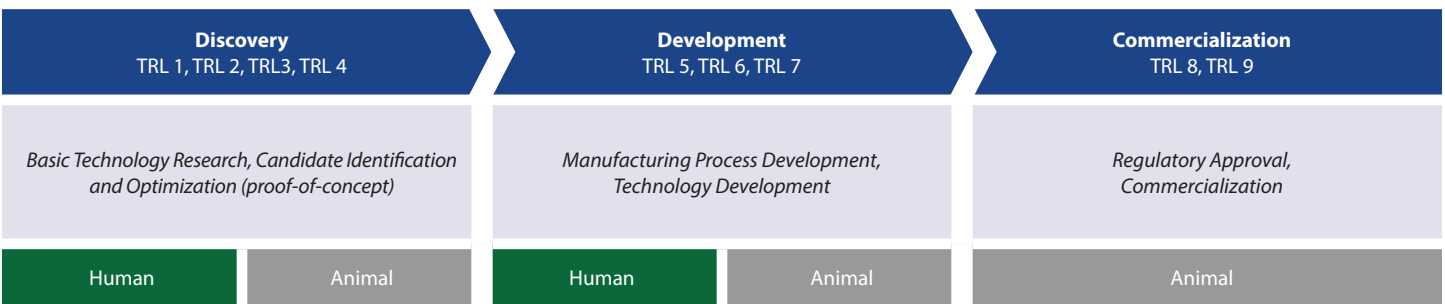 Discovery
TRL 1, TRL 2, TRL3, TRL 4
Development
TRL 5, TRL 6, TRL 7
Commercialization
TRL 8, TRL 9
Basic Technology Research, Candidate Identification
and Optimization (proof-of-concept)
Manufacturing Process Development,
Technology Development
Regulatory Approval,
Commercialization
Human
Animal
Human
Animal
Animal